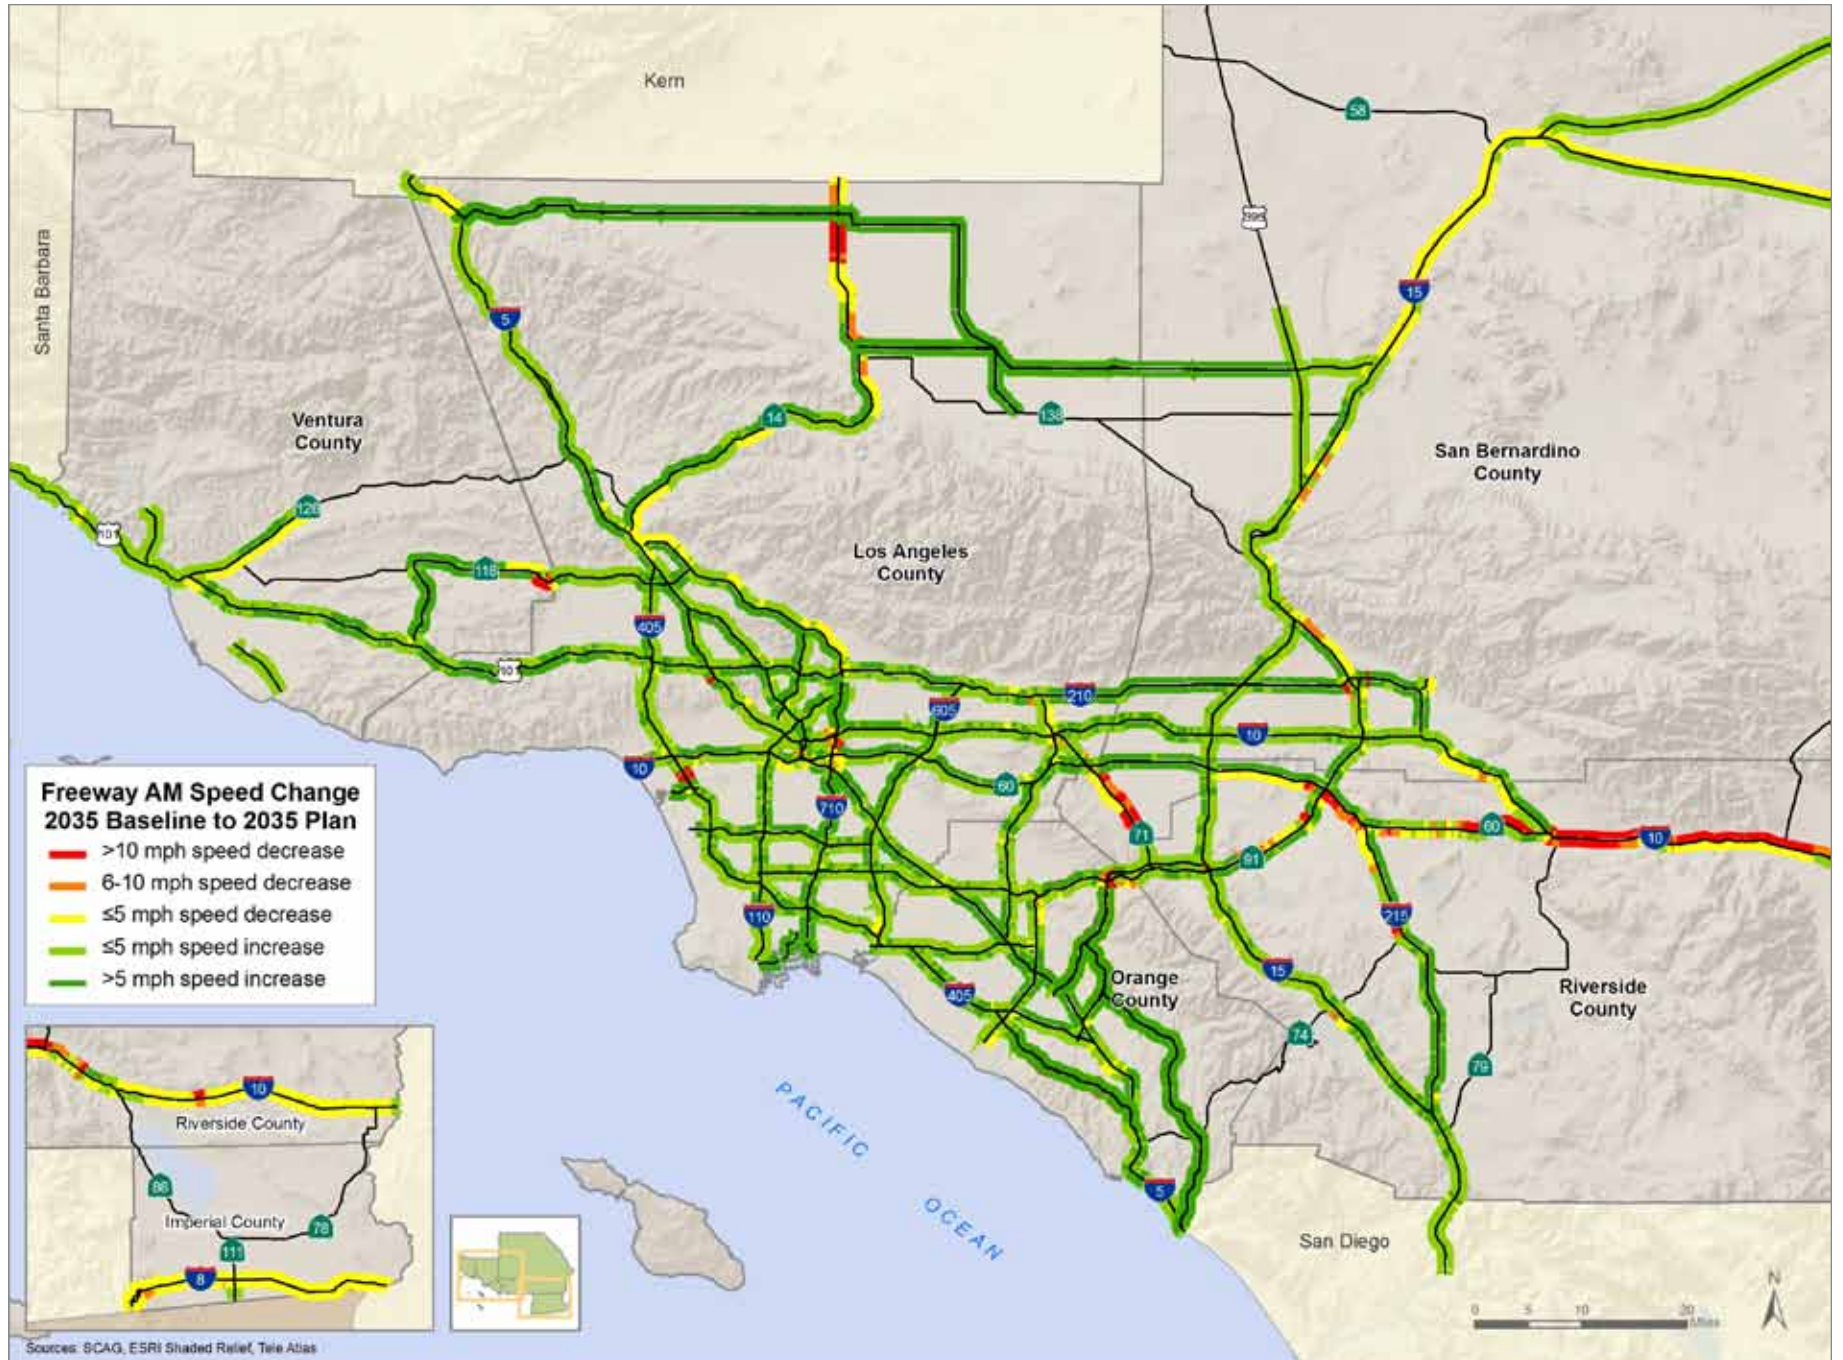 Kern
58
395
Santa Barbara
15
5
Ventura
County
14
138
San Bernardino
County
126
101
Los Angeles
County
118
405
101
605
210
10
10
60
710
71
60
10
91
Freeway AM Speed Change
2035 Baseline to 2035 Plan
>10 mph speed decrease
6-10 mph speed decrease
≤5 mph speed decrease
≤5 mph speed increase
>5 mph speed increase
110
215
405
15
Orange
County
Riverside
County
74
79
10
Riverside County
86
Imperial County
78
111
8
PACIFIC
OCEAN
5
San Diego
N
0 5 10 20
Miles
Sources: SCAG, ESRI Shaded Relief, Tele Atlas